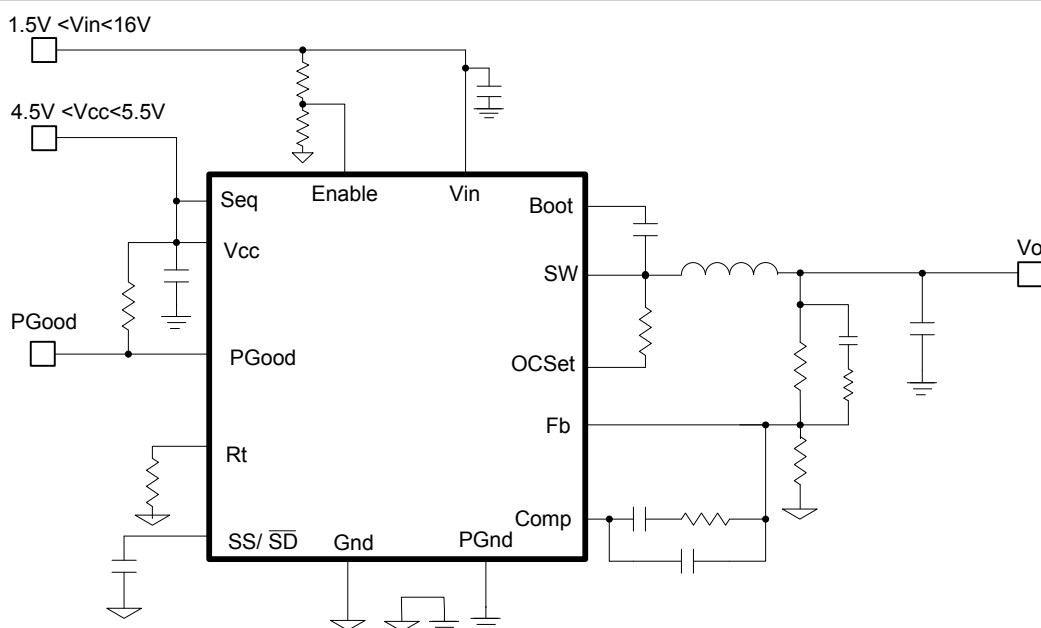 1.5V <Vin<16V
4.5V <Vcc<5.5V
Enable
Vin
Seq
Boot
Vcc
SW
Vo
PGood
PGood
OCSet
Fb
Rt
Comp
SS/ S̅D̅
Gnd
PGnd